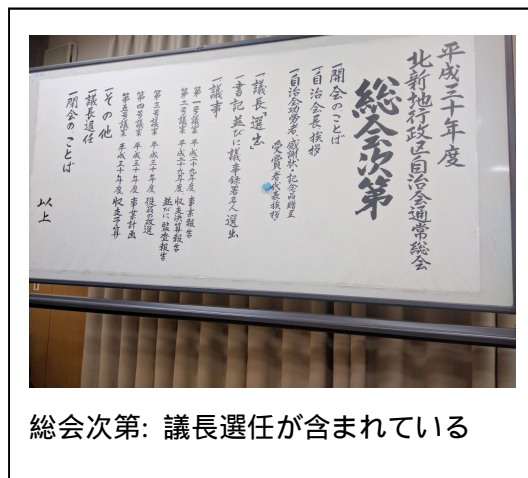 平成三十年度
北新地行政区自治会通常総会
総会次第
一開会のことば
一自治会長挨拶
一自治会功労者、感謝状・記念品贈呈
受賞者代表挨拶
一議長選出
一書記並びに議事録署名人選出
一議事
第一号議案 平成二十九年度 事業報告
第二号議案 平成二十九年度 収支決算報告
並びに監査報告
第三号議案 平成三十年度 役員の改選
第四号議案 平成三十年度 事業計画
第五号議案 平成三十年度 収支予算
一その他
一議長退任
一閉会のことば
以上
総会次第: 議長選任が含まれている